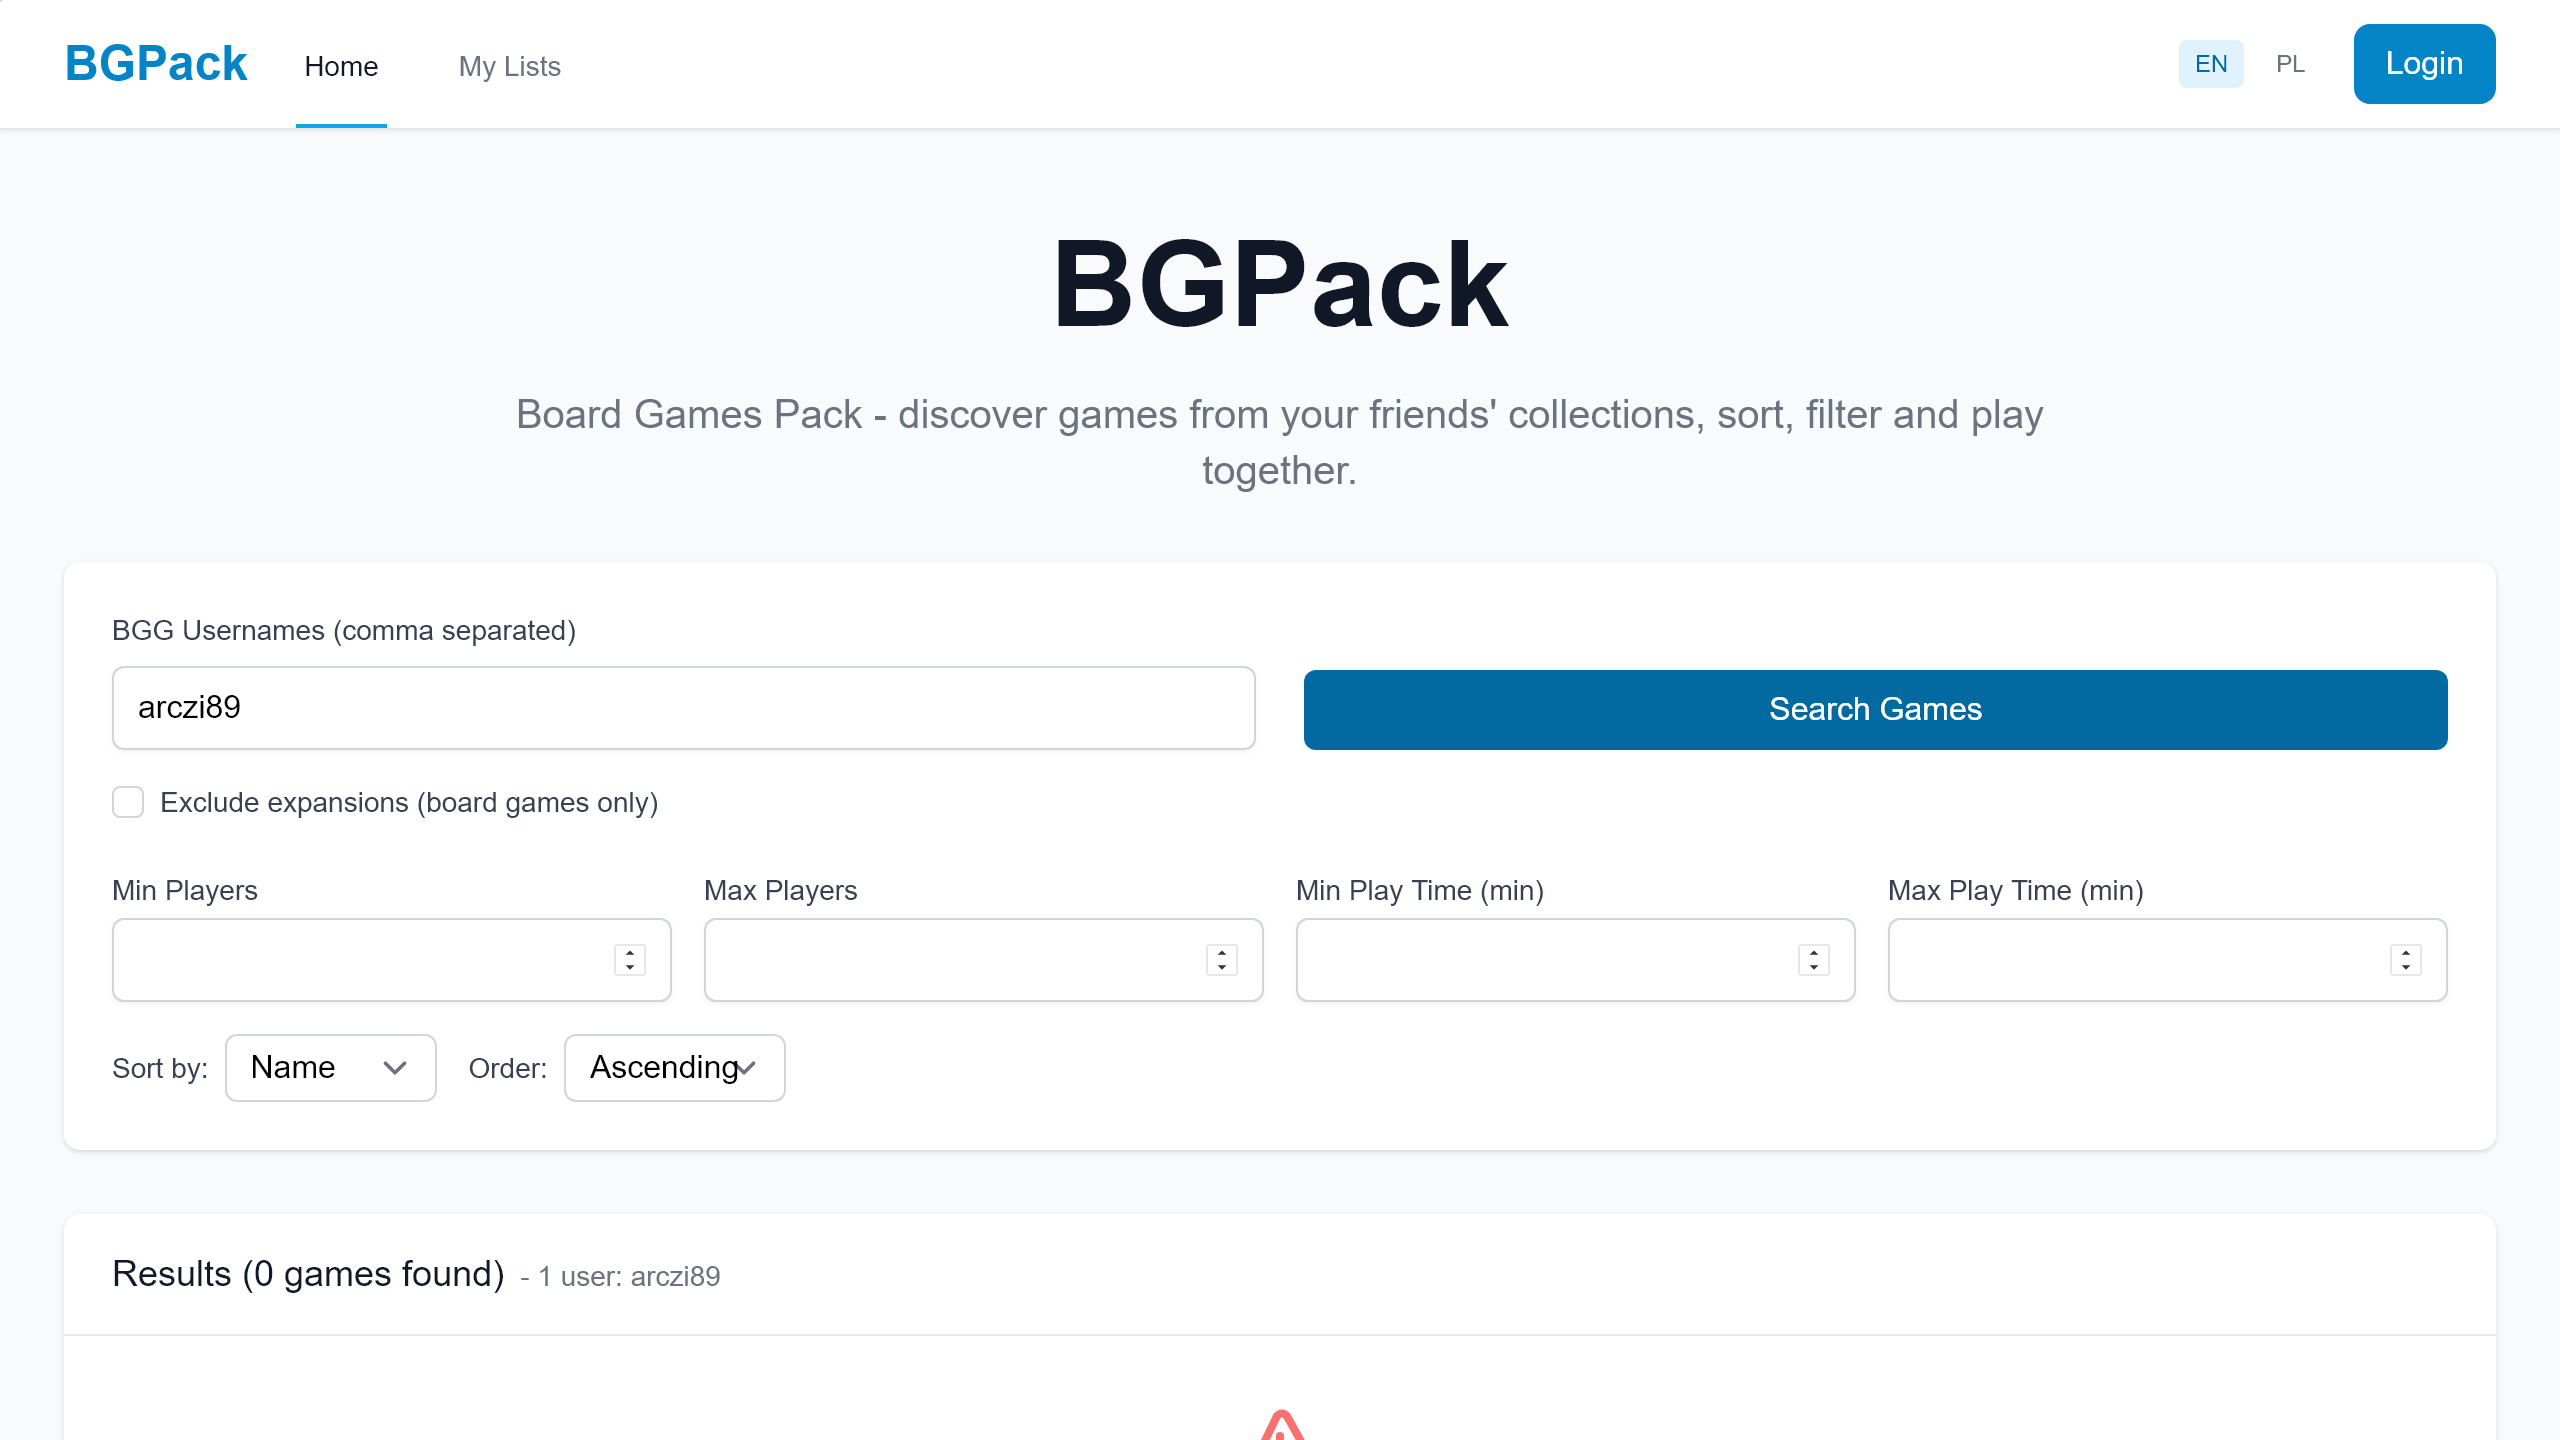 BGPack
Home
My Lists
EN
PL
Login
BGPack
Board Games Pack - discover games from your friends' collections, sort, filter and play
together.
BGG Usernames (comma separated)
arczi89
Search Games
Exclude expansions (board games only)
Min Players
Max Players
Min Play Time (min)
Max Play Time (min)
Sort by:
Name
Order:
Ascending
Results (0 games found) - 1 user: arczi89